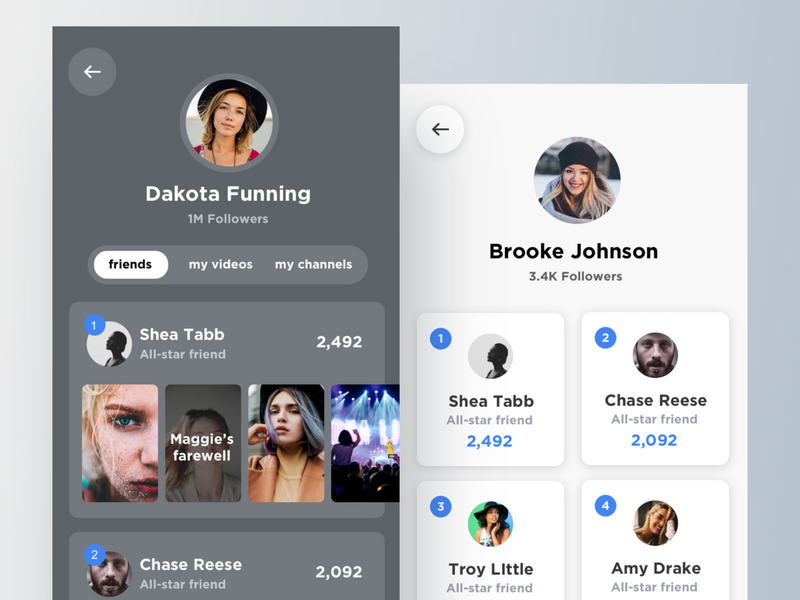 Dakota Funning
1M Followers
friends
my videos
my channels
1
Shea Tabb
All-star friend
2,492
Maggie's
farewell
2
Chase Reese
All-star friend
2,092
Brooke Johnson
3.4K Followers
1
Shea Tabb
All-star friend
2,492
2
Chase Reese
All-star friend
2,092
3
Troy LIttle
All-star friend
4
Amy Drake
All-star friend